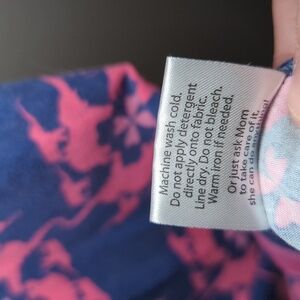 Machine wash cold.
Do not apply detergent
directly onto fabric.
Line dry. Do not bleach.
Warm iron if needed.
Or just ask Mom
to take care of it,
she can do